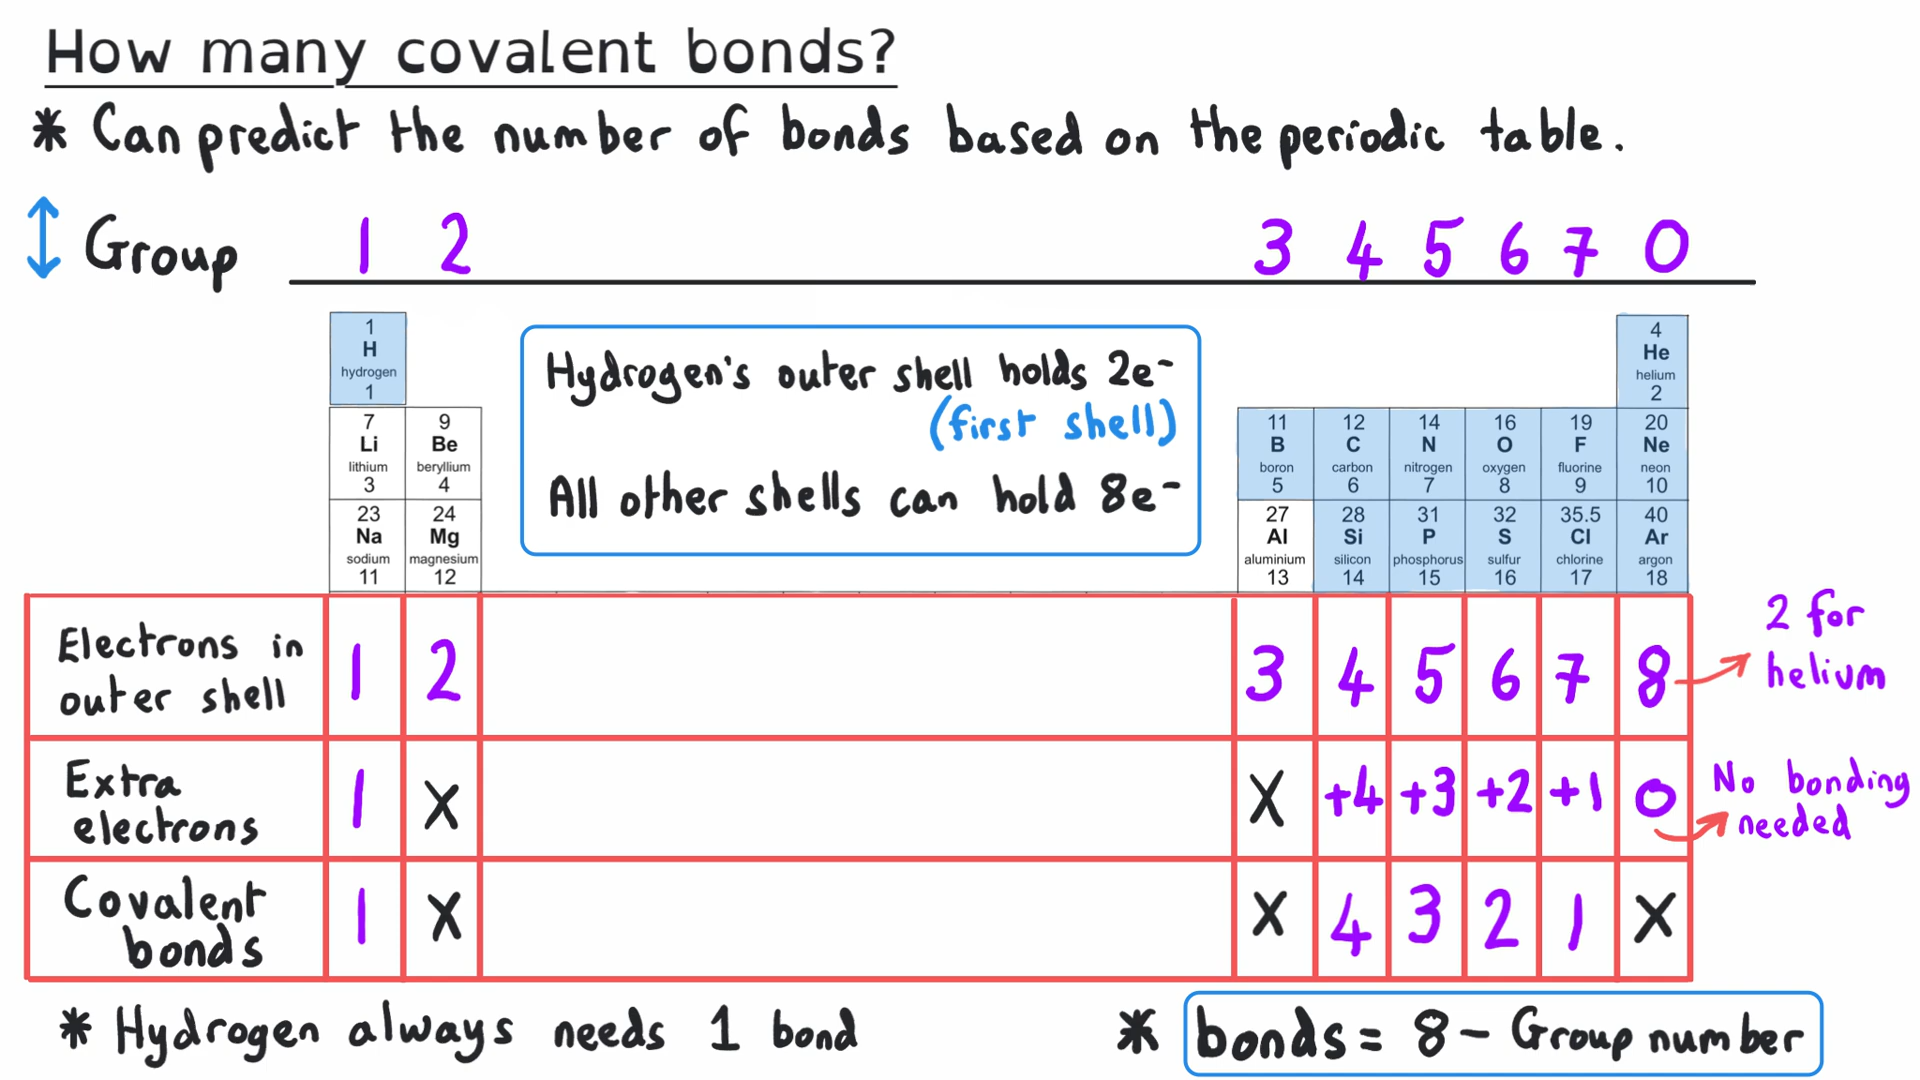 How many covalent bonds?
* Can predict the number of bonds based on the periodic table.
Group 1 2 3 4 5 6 7 0
1
H
hydrogen
1
4
He
helium
2
Hydrogen's outer shell holds 2e⁻
(first shell)
All other shells can hold 8e⁻
7 9 11 12 14 16 19 20
Li Be B C N O F Ne
lithium beryllium boron carbon nitrogen oxygen fluorine neon
3 4 5 6 7 8 9 10
23 24 27 28 31 32 35.5 40
Na Mg Al Si P S Cl Ar
sodium magnesium aluminium silicon phosphorus sulfur chlorine argon
11 12 13 14 15 16 17 18
Electrons in
outer shell
1 2 3 4 5 6 7 8
2 for
helium
Extra
electrons
1 X X +4 +3 +2 +1 0
No bonding
needed
Covalent
bonds
1 X X 4 3 2 1 X
* Hydrogen always needs 1 bond
* bonds = 8 - Group number